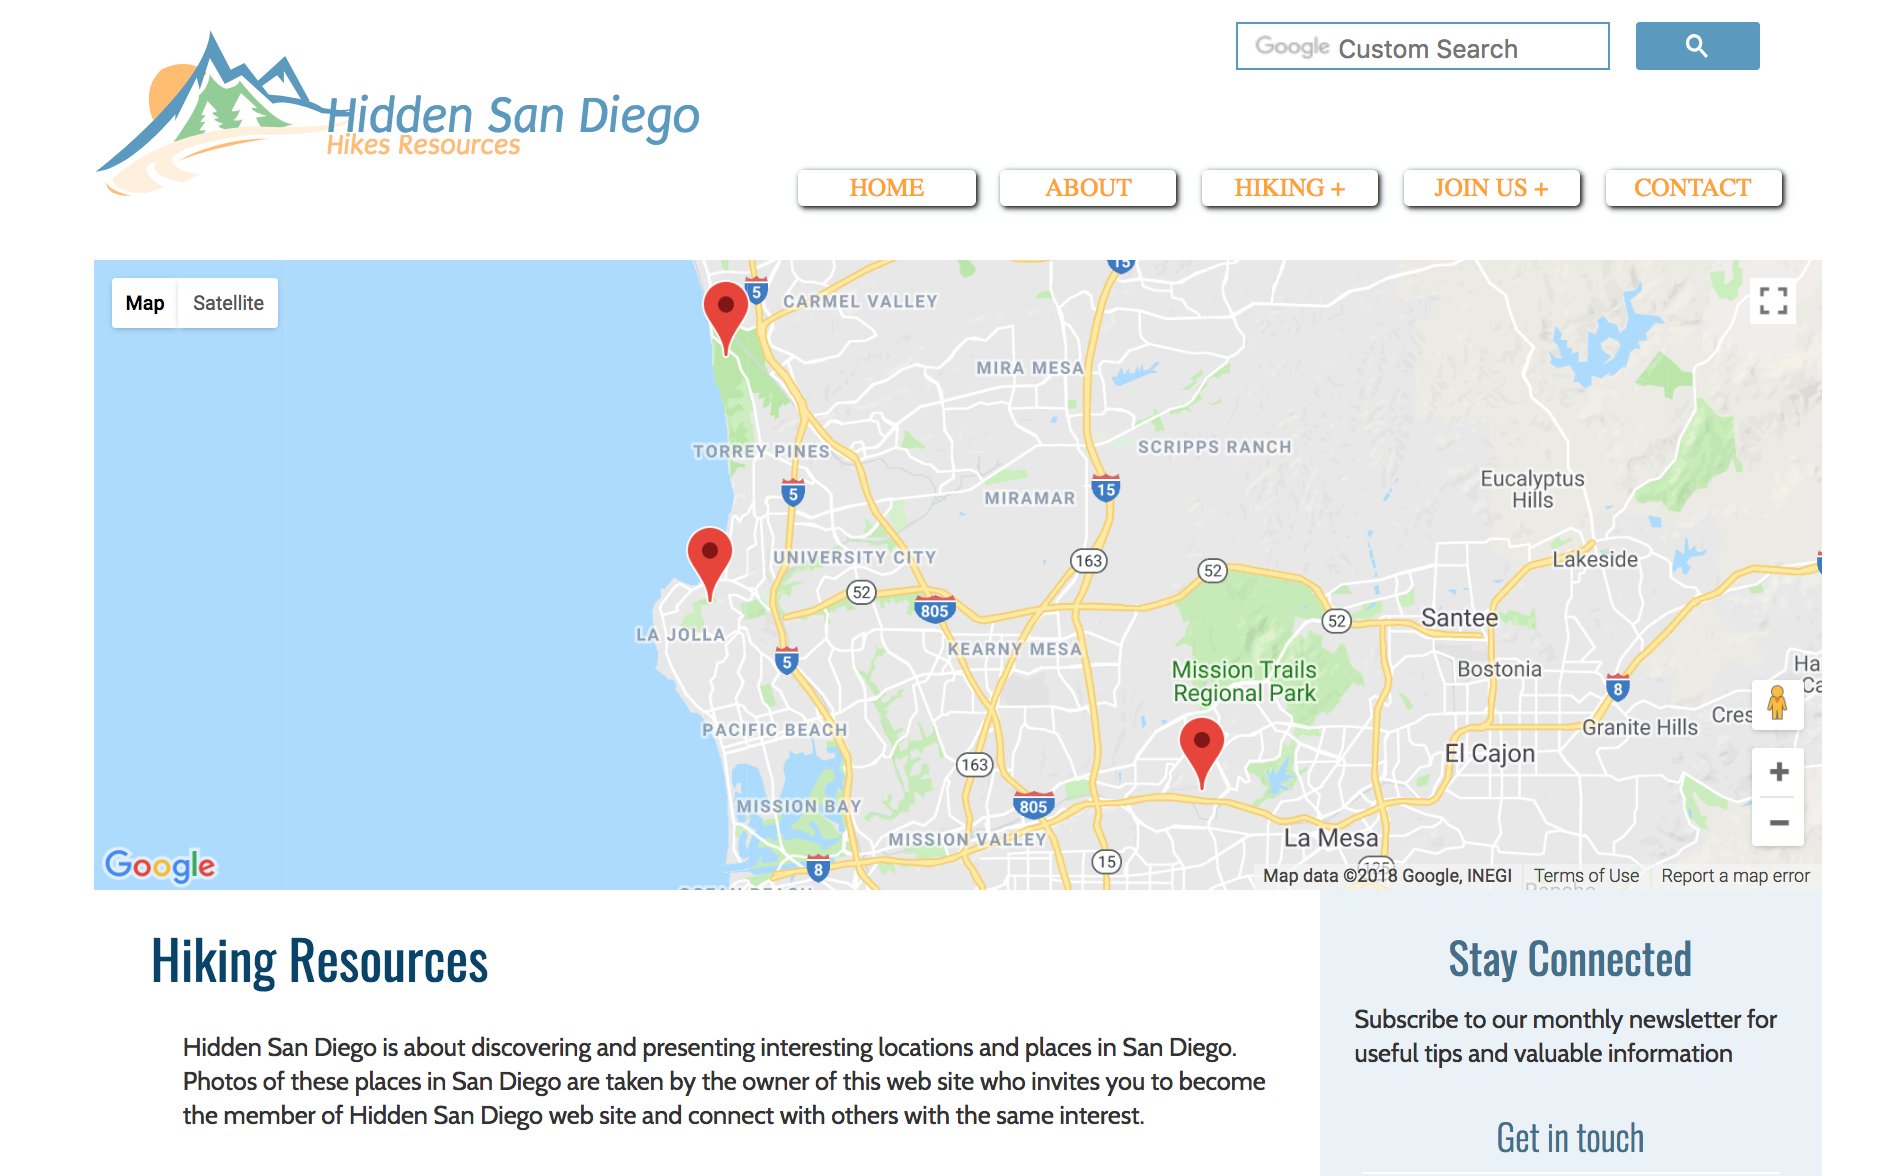 Google Custom Search
Hidden San Diego
Hikes Resources
HOME
ABOUT
HIKING +
JOIN US +
CONTACT
Map
Satellite
15
5
CARMEL VALLEY
MIRA MESA
TORREY PINES
SCRIPPS RANCH
5
15
MIRAMAR
Eucalyptus
Hills
UNIVERSITY CITY
163
52
Lakeside
52
805
52
Santee
LA JOLLA
KEARNY MESA
5
Mission Trails
Regional Park
Bostonia
Ha
Ca
8
PACIFIC BEACH
Granite Hills
Cres
163
El Cajon
MISSION BAY
805
MISSION VALLEY
La Mesa
15
8
125
Google
OCEAN BEACH
Map data ©2018 Google, INEGI
Terms of Use
Report a map error
Rancho
Hiking Resources
Hidden San Diego is about discovering and presenting interesting locations and places in San Diego.
Photos of these places in San Diego are taken by the owner of this web site who invites you to become
the member of Hidden San Diego web site and connect with others with the same interest.
Stay Connected
Subscribe to our monthly newsletter for
useful tips and valuable information
Get in touch